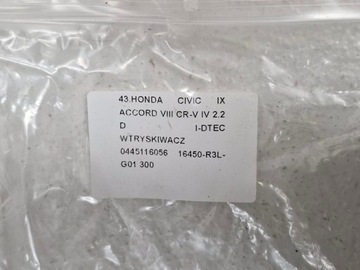 43.HONDA CIVIC IX
ACCORD VIII CR-V IV 2.2
D I-DTEC
WTRYSKIWACZ
0445116056 16450-R3L-
G01 300